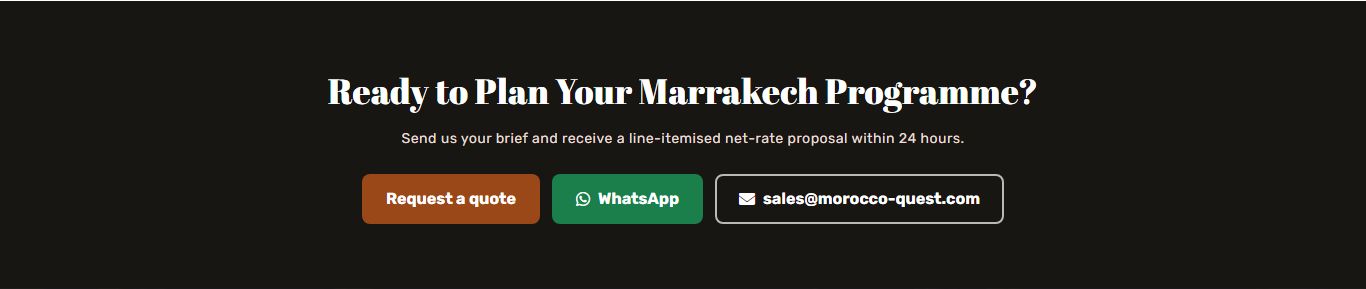 Ready to Plan Your Marrakech Programme?
Send us your brief and receive a line-itemised net-rate proposal within 24 hours.
Request a quote
WhatsApp
sales@morocco-quest.com